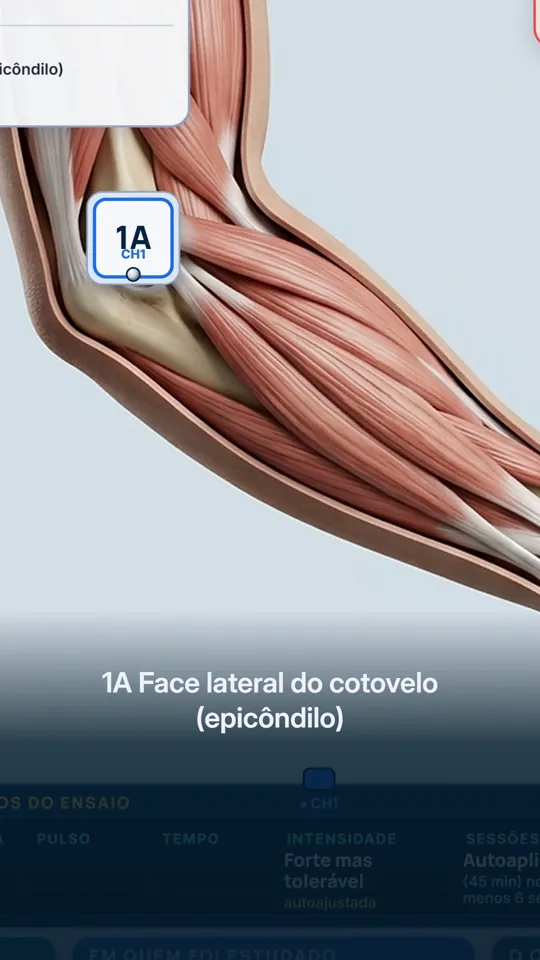 icôndilo)
1A
CH1
1A Face lateral do cotovelo
(epicôndilo)
OS DO ENSAIO
• CH1
A PULSO TEMPO INTENSIDADE SESSÕES
Forte mas Autoapli
tolerável (45 min) no
menos 6 se
autoajustada
EM QUEM FOI ESTUDADO
O Q